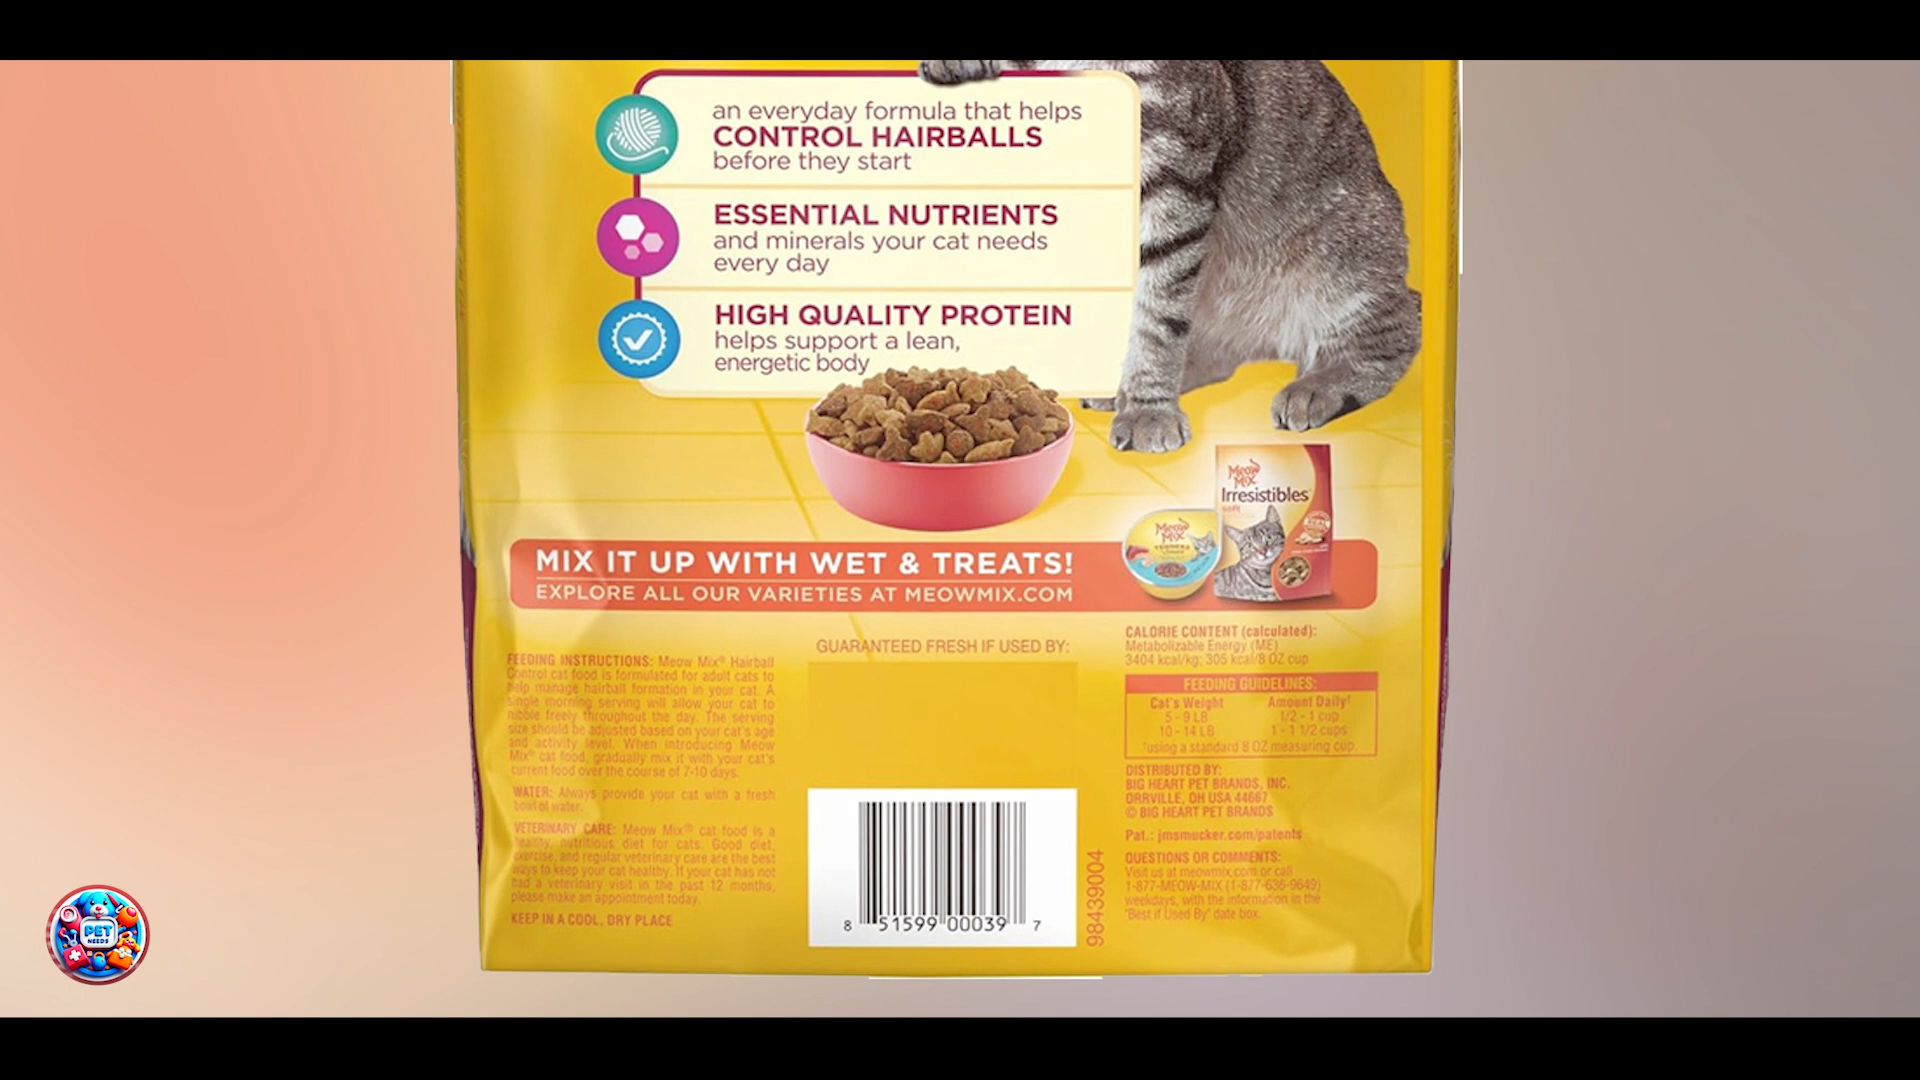 an everyday formula that helps
CONTROL HAIRBALLS
before they start
ESSENTIAL NUTRIENTS
and minerals your cat needs
every day
HIGH QUALITY PROTEIN
helps support a lean,
energetic body
Meow
Mix
Irresistibles
soft
Meow
Mix
TENDERS
MIX IT UP WITH WET & TREATS!
EXPLORE ALL OUR VARIETIES AT MEOWMIX.COM
FEEDING INSTRUCTIONS: Meow Mix® Hairball
Control cat food is formulated for adult cats to
help manage hairball formation in your cat. A
single morning serving will allow your cat to
nibble freely throughout the day. The serving
size should be adjusted based on your cat's age
and activity level. When introducing Meow
Mix® cat food, gradually mix it with your cat's
current food over the course of 7-10 days.
WATER: Always provide your cat with a fresh
bowl of water.
VETERINARY CARE: Meow Mix® cat food is a
healthy, nutritious diet for cats. Good diet,
exercise, and regular veterinary care are the best
ways to keep your cat healthy. If your cat has not
had a veterinary visit in the past 12 months,
please make an appointment today.
KEEP IN A COOL, DRY PLACE
GUARANTEED FRESH IF USED BY:
8 51599 00039 7
98439004
CALORIE CONTENT (calculated):
Metabolizable Energy (ME)
3404 kcal/kg; 305 kcal/8 OZ cup
FEEDING GUIDELINES:
Cat's Weight Amount Daily†
5 - 9 LB 1/2 - 1 cup
10 - 14 LB 1 - 1 1/2 cups
†using a standard 8 OZ measuring cup.
DISTRIBUTED BY:
BIG HEART PET BRANDS, INC.
ORRVILLE, OH USA 44667
© BIG HEART PET BRANDS
Pat.: jmsmucker.com/patents
QUESTIONS OR COMMENTS:
Visit us at meowmix.com or call
1-877-MEOW-MIX (1-877-636-9649)
weekdays, with the information in the
"Best if Used By" date box.
PET
NEEDS